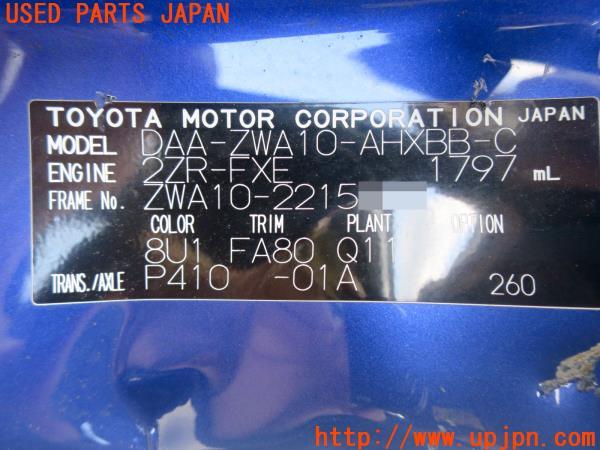 USED PARTS JAPAN
TOYOTA MOTOR CORPORATION JAPAN
MODEL DAA-ZWA10-AHXBB-C
ENGINE 2ZR-FXE 1797 mL
FRAME No. ZWA10-2215
COLOR TRIM PLANT OPTION
8U1 FA80 Q11
TRANS./AXLE P410 -01A 260
http://www.upjpn.com